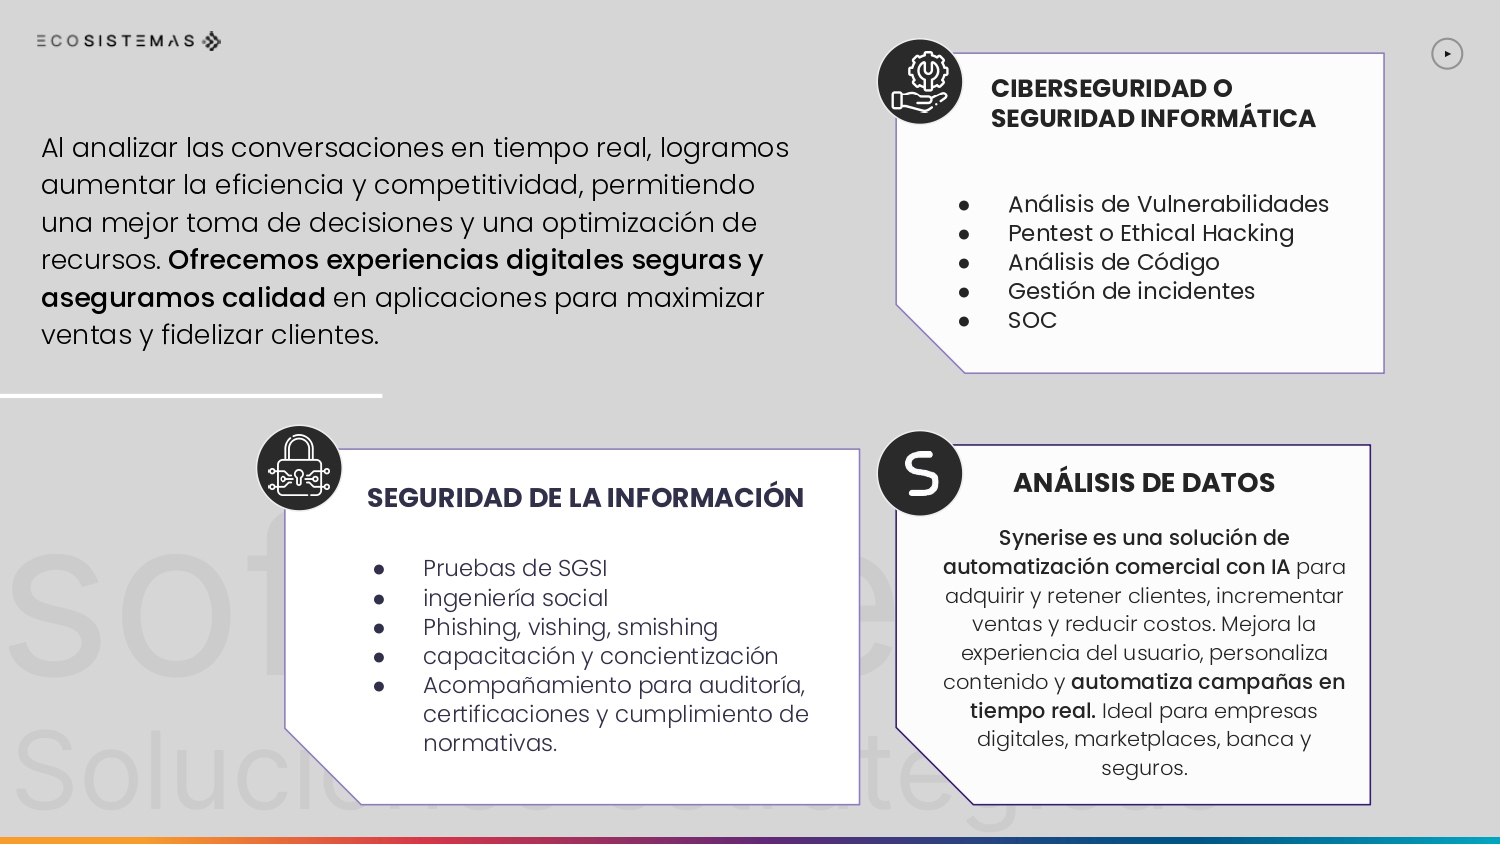 ECOSISTEMAS
Al analizar las conversaciones en tiempo real, logramos
aumentar la eficiencia y competitividad, permitiendo
una mejor toma de decisiones y una optimización de
recursos. Ofrecemos experiencias digitales seguras y
aseguramos calidad en aplicaciones para maximizar
ventas y fidelizar clientes.
CIBERSEGURIDAD O
SEGURIDAD INFORMÁTICA
● Análisis de Vulnerabilidades
● Pentest o Ethical Hacking
● Análisis de Código
● Gestión de incidentes
● SOC
SEGURIDAD DE LA INFORMACIÓN
● Pruebas de SGSI
● ingeniería social
● Phishing, vishing, smishing
● capacitación y concientización
● Acompañamiento para auditoría,
certificaciones y cumplimiento de
normativas.
S
ANÁLISIS DE DATOS
Synerise es una solución de
automatización comercial con IA para
adquirir y retener clientes, incrementar
ventas y reducir costos. Mejora la
experiencia del usuario, personaliza
contenido y automatiza campañas en
tiempo real. Ideal para empresas
digitales, marketplaces, banca y
seguros.